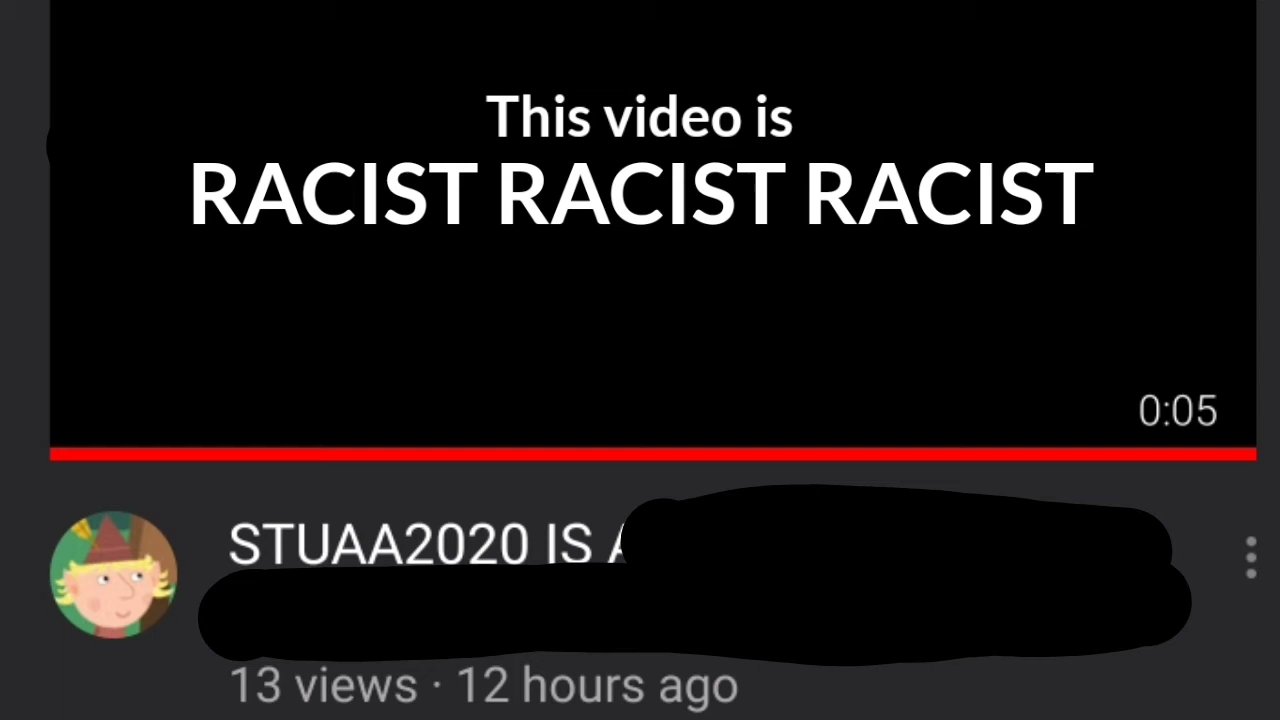 This video is
RACIST RACIST RACIST
0:05
STUAA2020 IS
13 views · 12 hours ago